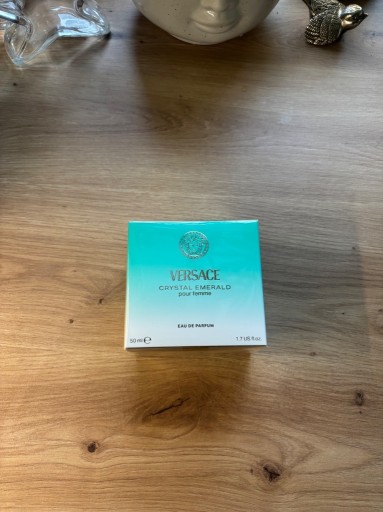 VERSACE
CRYSTAL EMERALD
pour femme
EAU DE PARFUM
50 ml ℮ 1.7 US fl.oz.